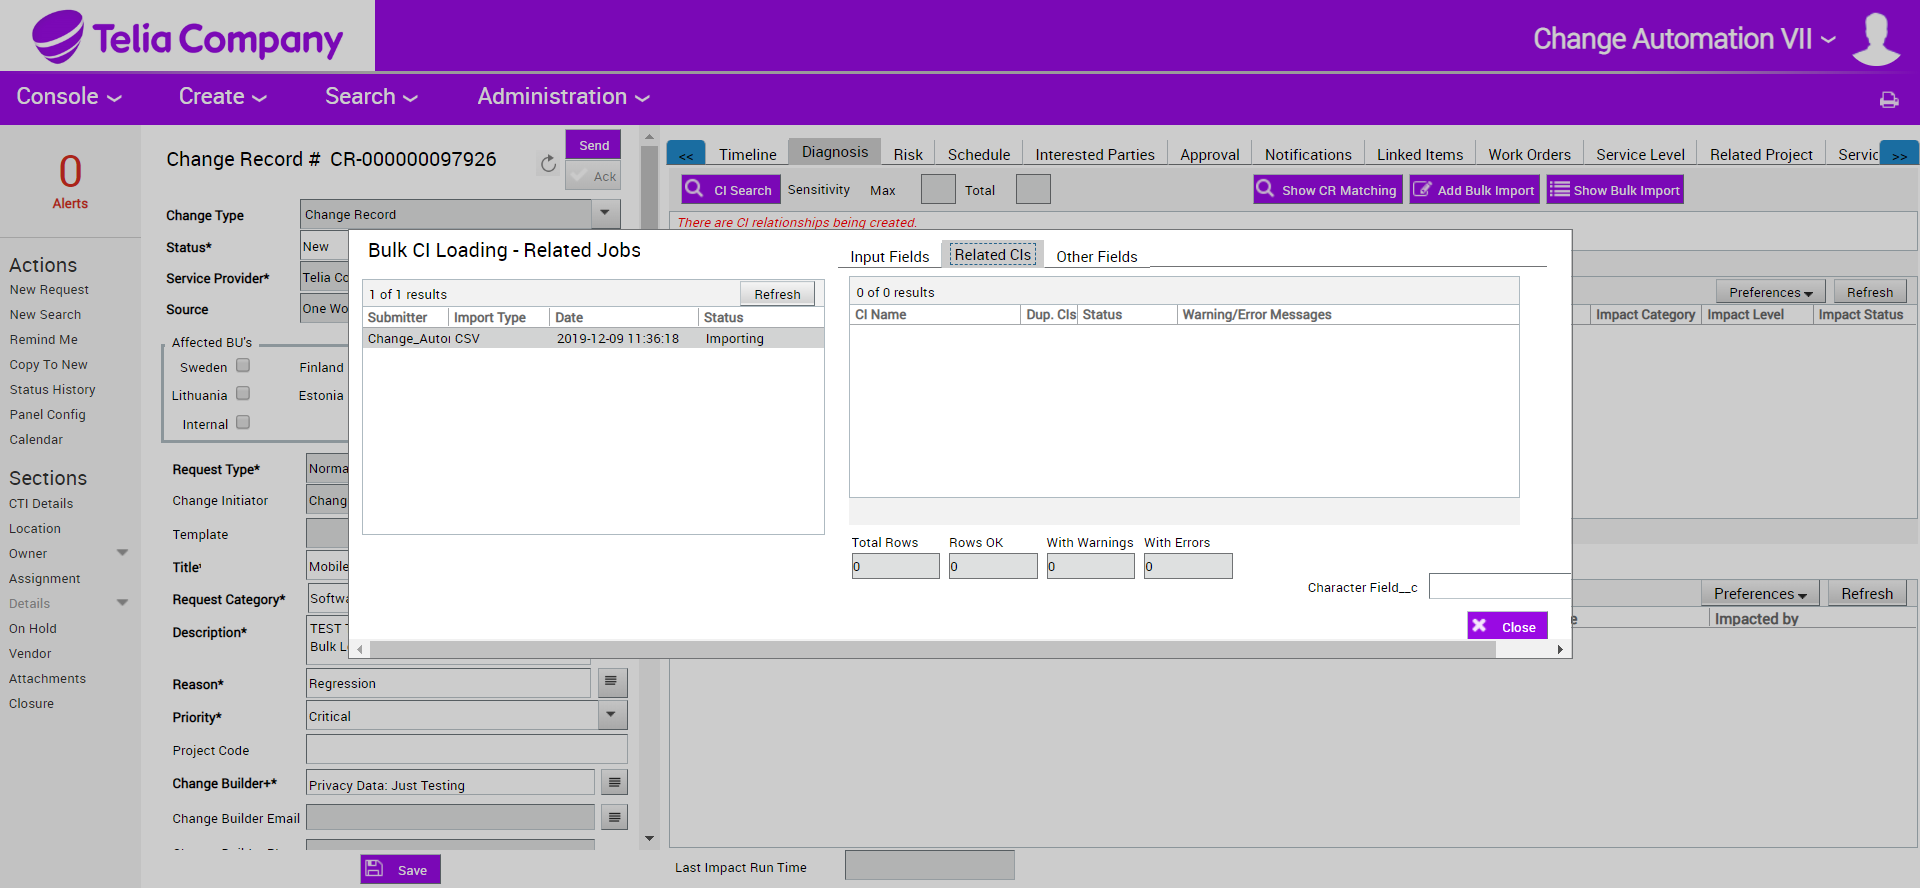 Telia Company
Change Automation VII
Console
Create
Search
Administration
0
Alerts
Actions
New Request
New Search
Remind Me
Copy To New
Status History
Panel Config
Calendar
Sections
CTI Details
Location
Owner
Assignment
Details
On Hold
Vendor
Attachments
Closure
Change Record # CR-000000097926
Send
Ack
Change Type
Change Record
Status*
New
Service Provider*
Telia Co
Source
One Wo
Affected BU's
Sweden
Finland
Lithuania
Estonia
Internal
Request Type*
Norma
Change Initiator
Chang
Template
Title
Mobile
Request Category*
Softwa
Description*
TEST T
Bulk L
Reason*
Regression
Priority*
Critical
Project Code
Change Builder+*
Privacy Data: Just Testing
Change Builder Email
Save
<<
Timeline
Diagnosis
Risk
Schedule
Interested Parties
Approval
Notifications
Linked Items
Work Orders
Service Level
Related Project
Servic
>>
CI Search
Sensitivity
Max
Total
Show CR Matching
Add Bulk Import
Show Bulk Import
There are CI relationships being created.
Preferences
Refresh
Impact Category
Impact Level
Impact Status
Bulk CI Loading - Related Jobs
1 of 1 results
Refresh
Submitter
Import Type
Date
Status
Change_Autor
CSV
2019-12-09 11:36:18
Importing
Input Fields
Related CIs
Other Fields
0 of 0 results
CI Name
Dup. CIs
Status
Warning/Error Messages
Total Rows
Rows OK
With Warnings
With Errors
0
0
0
0
Character Field__c
Close
Preferences
Refresh
e
Impacted by
Last Impact Run Time